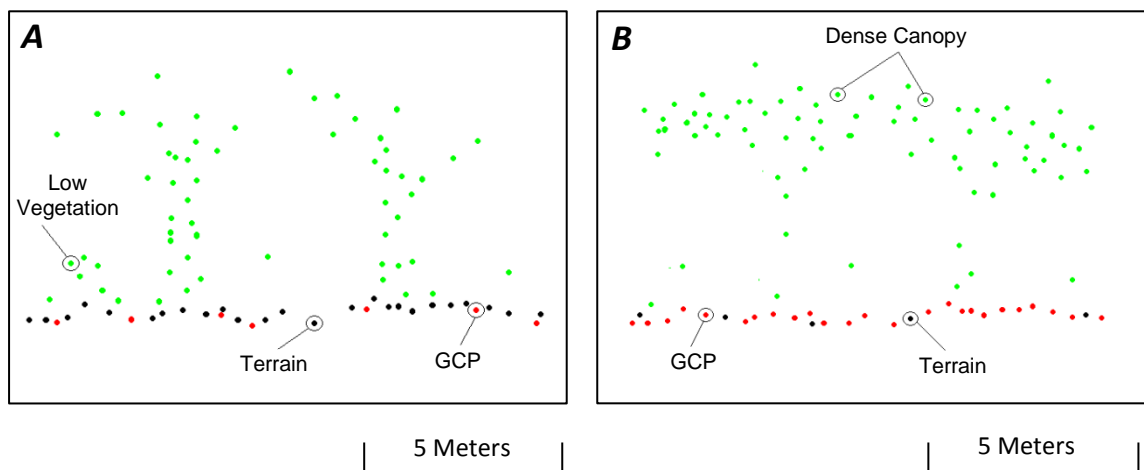 A
Low
Vegetation
Terrain
GCP
B
Dense Canopy
GCP
Terrain
5 Meters
5 Meters